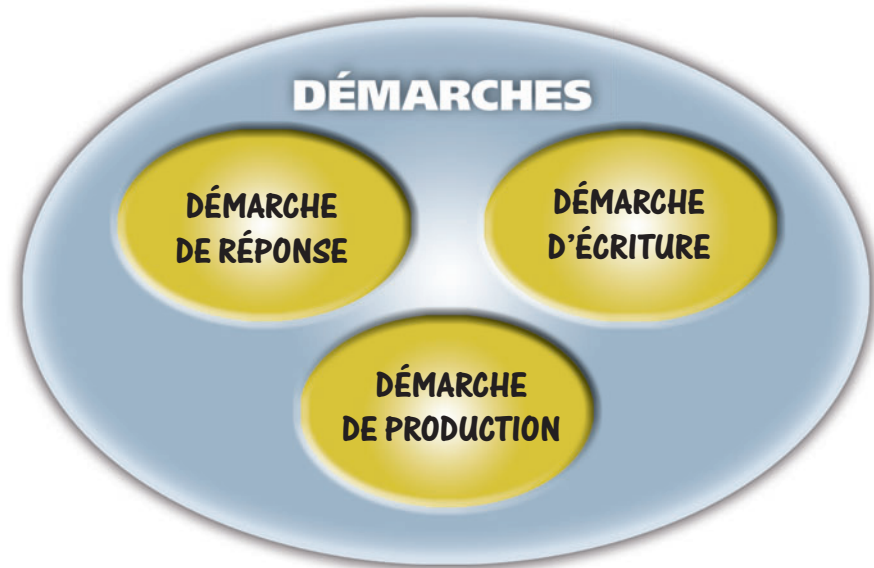 DÉMARCHES
DÉMARCHE
DE RÉPONSE
DÉMARCHE
D'ÉCRITURE
DÉMARCHE
DE PRODUCTION